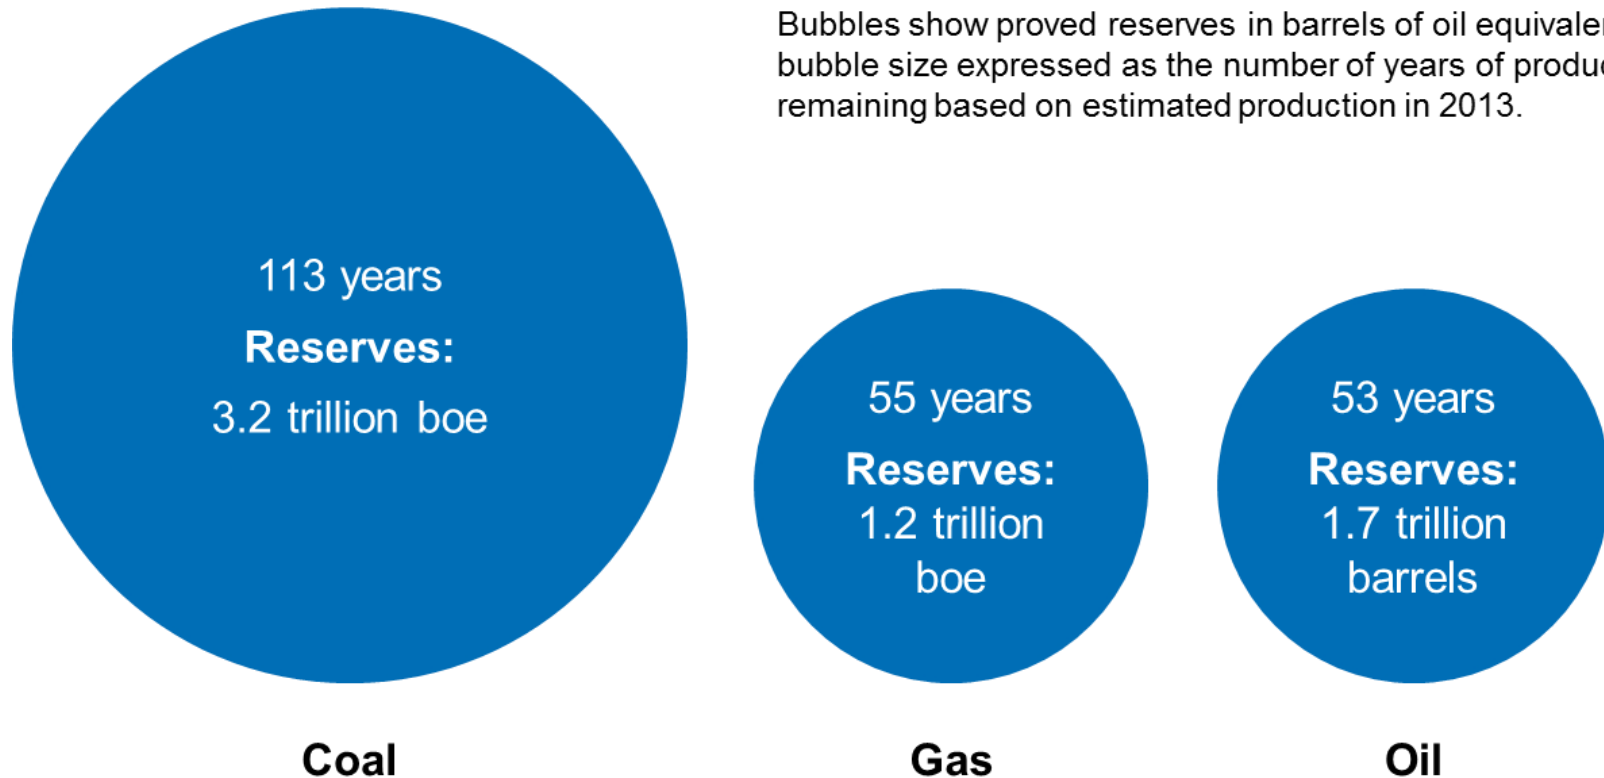 Bubbles show proved reserves in barrels of oil
bubble size expressed as the number of years of
remaining based on estimated production in 2013.
113 years
Reserves:
3.2 trillion boe
55 years
Reserves:
1.2 trillion
boe
53 years
Reserves:
1.7 trillion
barrels
Coal
Gas
Oil